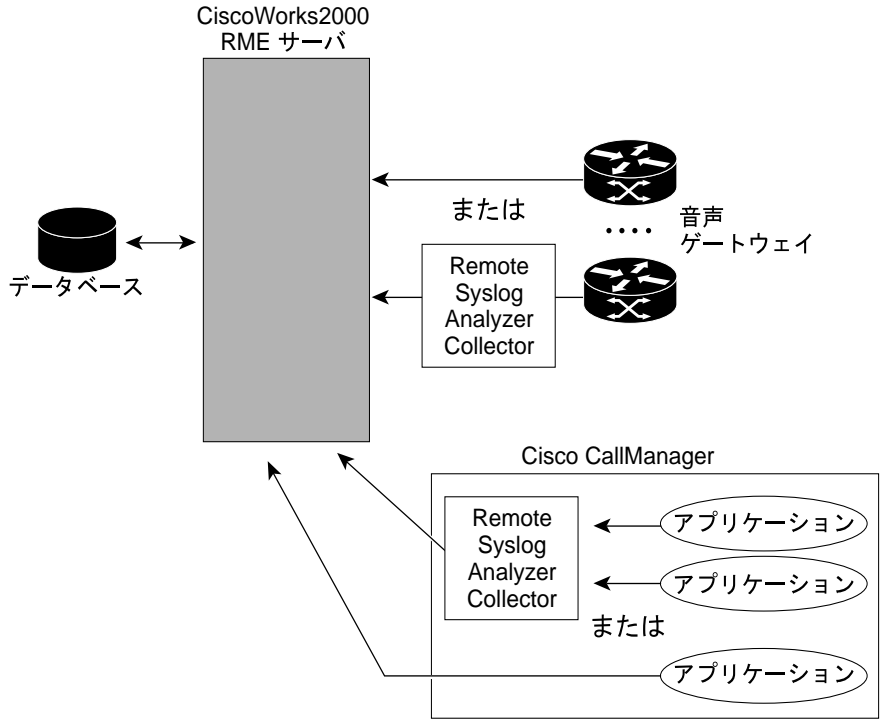 CiscoWorks2000
RME サーバ
または
音声
ゲートウェイ
データベース
Remote
Syslog
Analyzer
Collector
Cisco CallManager
Remote
Syslog
Analyzer
Collector
アプリケーション
アプリケーション
または
アプリケーション